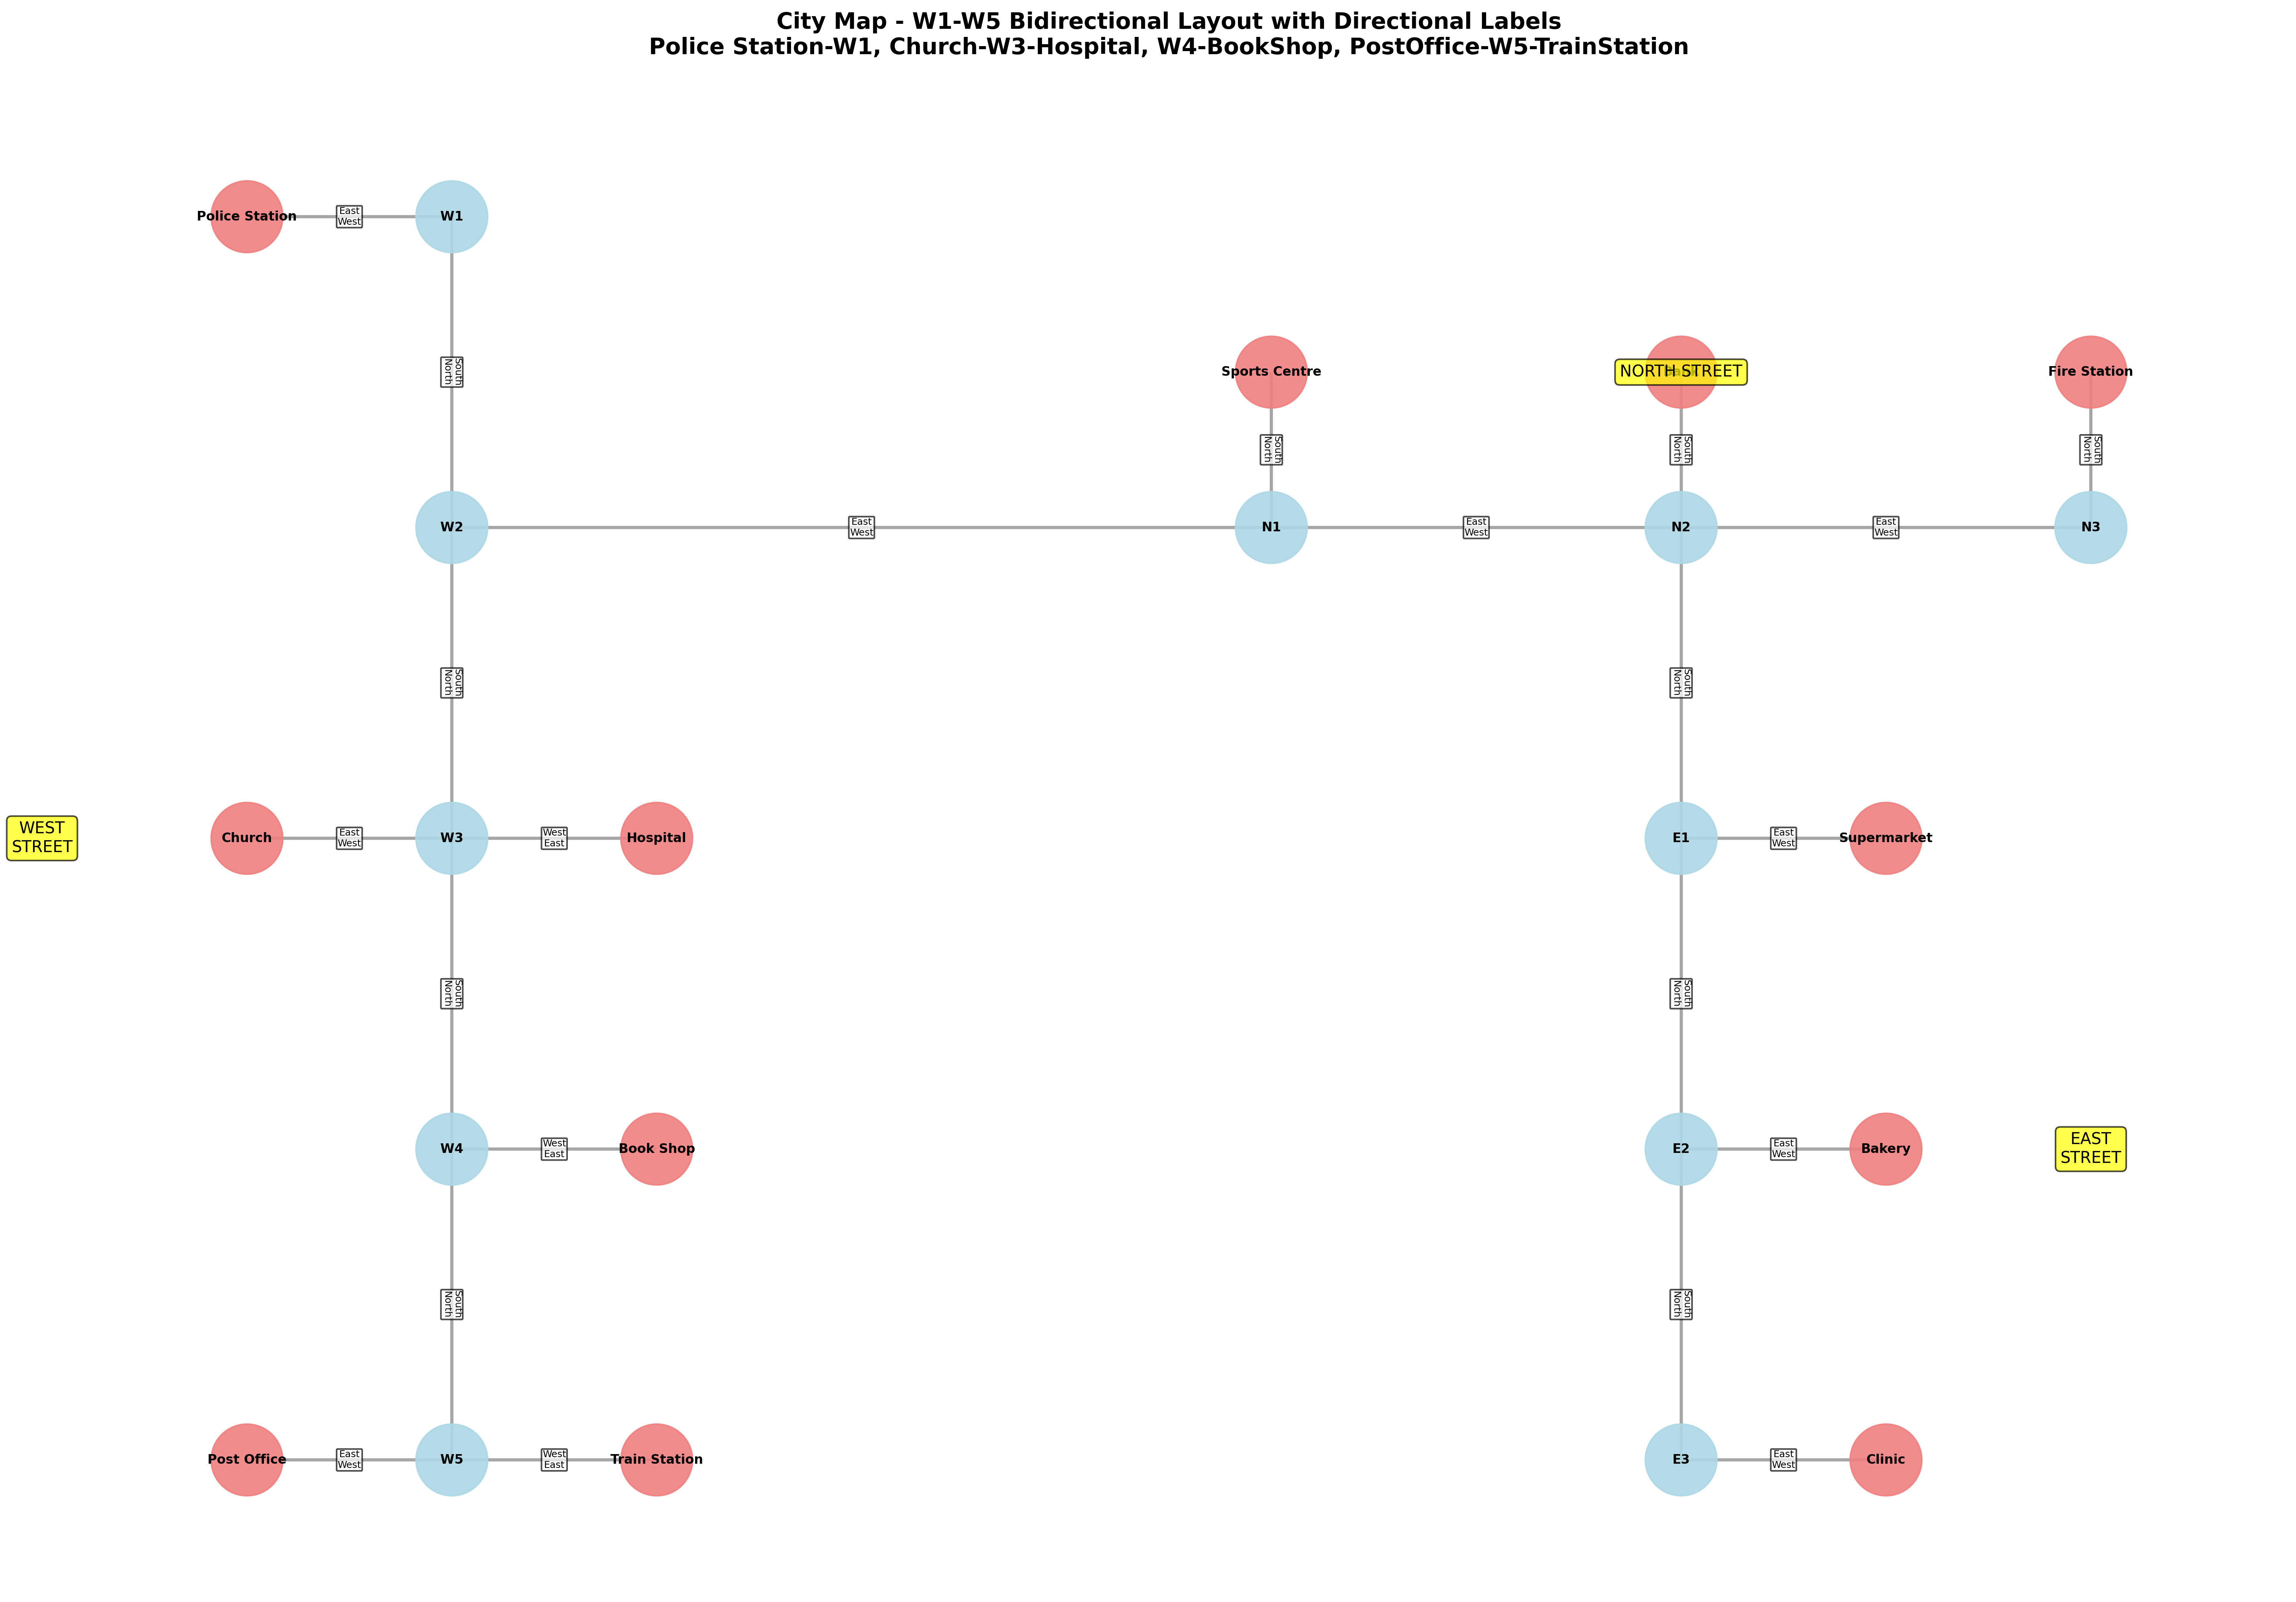 City Map - W1-W5 Bidirectional Layout with Directional Labels
Police Station-W1, Church-W3-Hospital, W4-BookShop, PostOffice-W5-TrainStation
Police Station
East
West
W1
South
North
Sports Centre
NORTH STREET
Fire Station
South
North
South
North
South
North
W2
East
West
N1
East
West
N2
East
West
N3
South
North
South
North
WEST
STREET
Church
East
West
W3
West
East
Hospital
E1
East
West
Supermarket
South
North
South
North
W4
West
East
Book Shop
E2
East
West
Bakery
EAST
STREET
South
North
South
North
Post Office
East
West
W5
West
East
Train Station
E3
East
West
Clinic